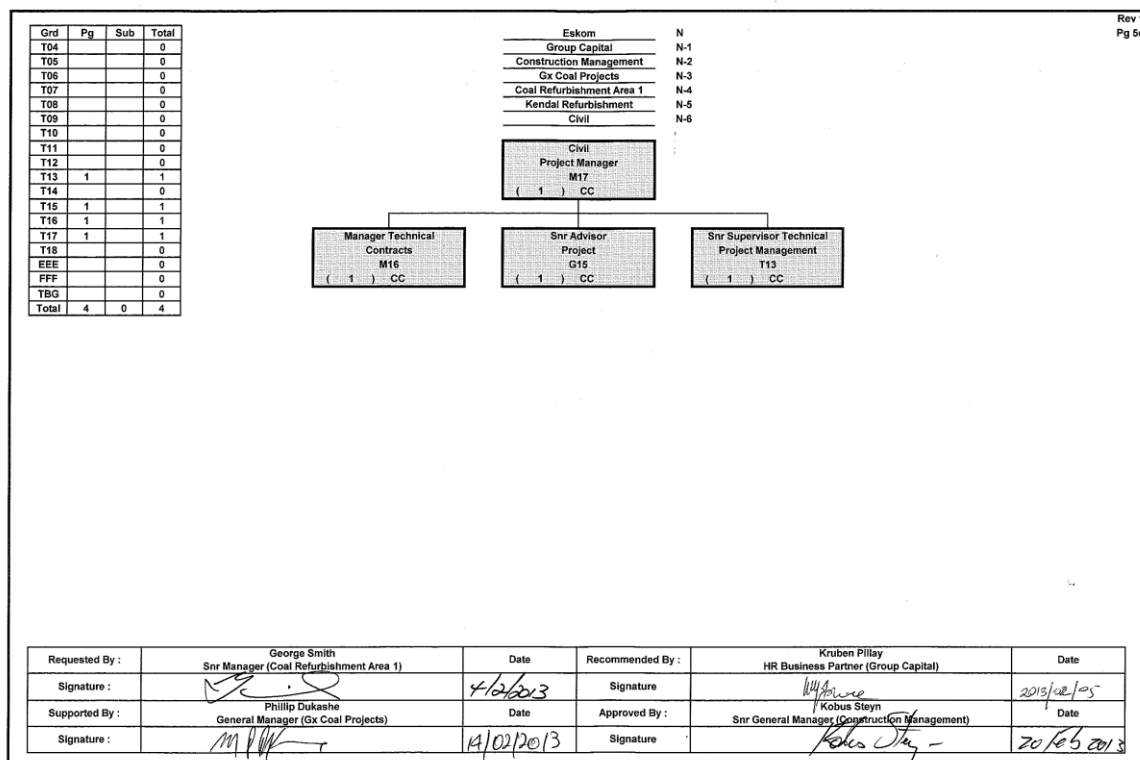 Rev
Pg 5
Grd Pg Sub Total
T04 0
T05 0
T06 0
T07 0
T08 0
T09 0
T10 0
T11 0
T12 0
T13 1 1
T14 0
T15 1 1
T16 1 1
T17 1 1
T18 0
EEE 0
FFF 0
TBG 0
Total 4 0 4
Eskom N
Group Capital N-1
Construction Management N-2
Gx Coal Projects N-3
Coal Refurbishment Area 1 N-4
Kendal Refurbishment N-5
Civil N-6
Civil
Project Manager
M17
( 1 ) CC
Manager Technical
Contracts
M16
( 1 ) CC
Snr Advisor
Project
G15
( 1 ) CC
Snr Supervisor Technical
Project Management
T13
( 1 ) CC
Requested By : George Smith Date Recommended By : Kruben Pillay Date
Snr Manager (Coal Refurbishment Area 1) HR Business Partner (Group Capital)
Signature : 4/2/2013 Signature 2013/02/05
Supported By : Phillip Dukashe Date Approved By : Kobus Steyn Date
General Manager (Gx Coal Projects) Snr General Manager (Construction Management)
Signature : 14/02/2013 Signature Kobus Steyn 20 Feb 2013